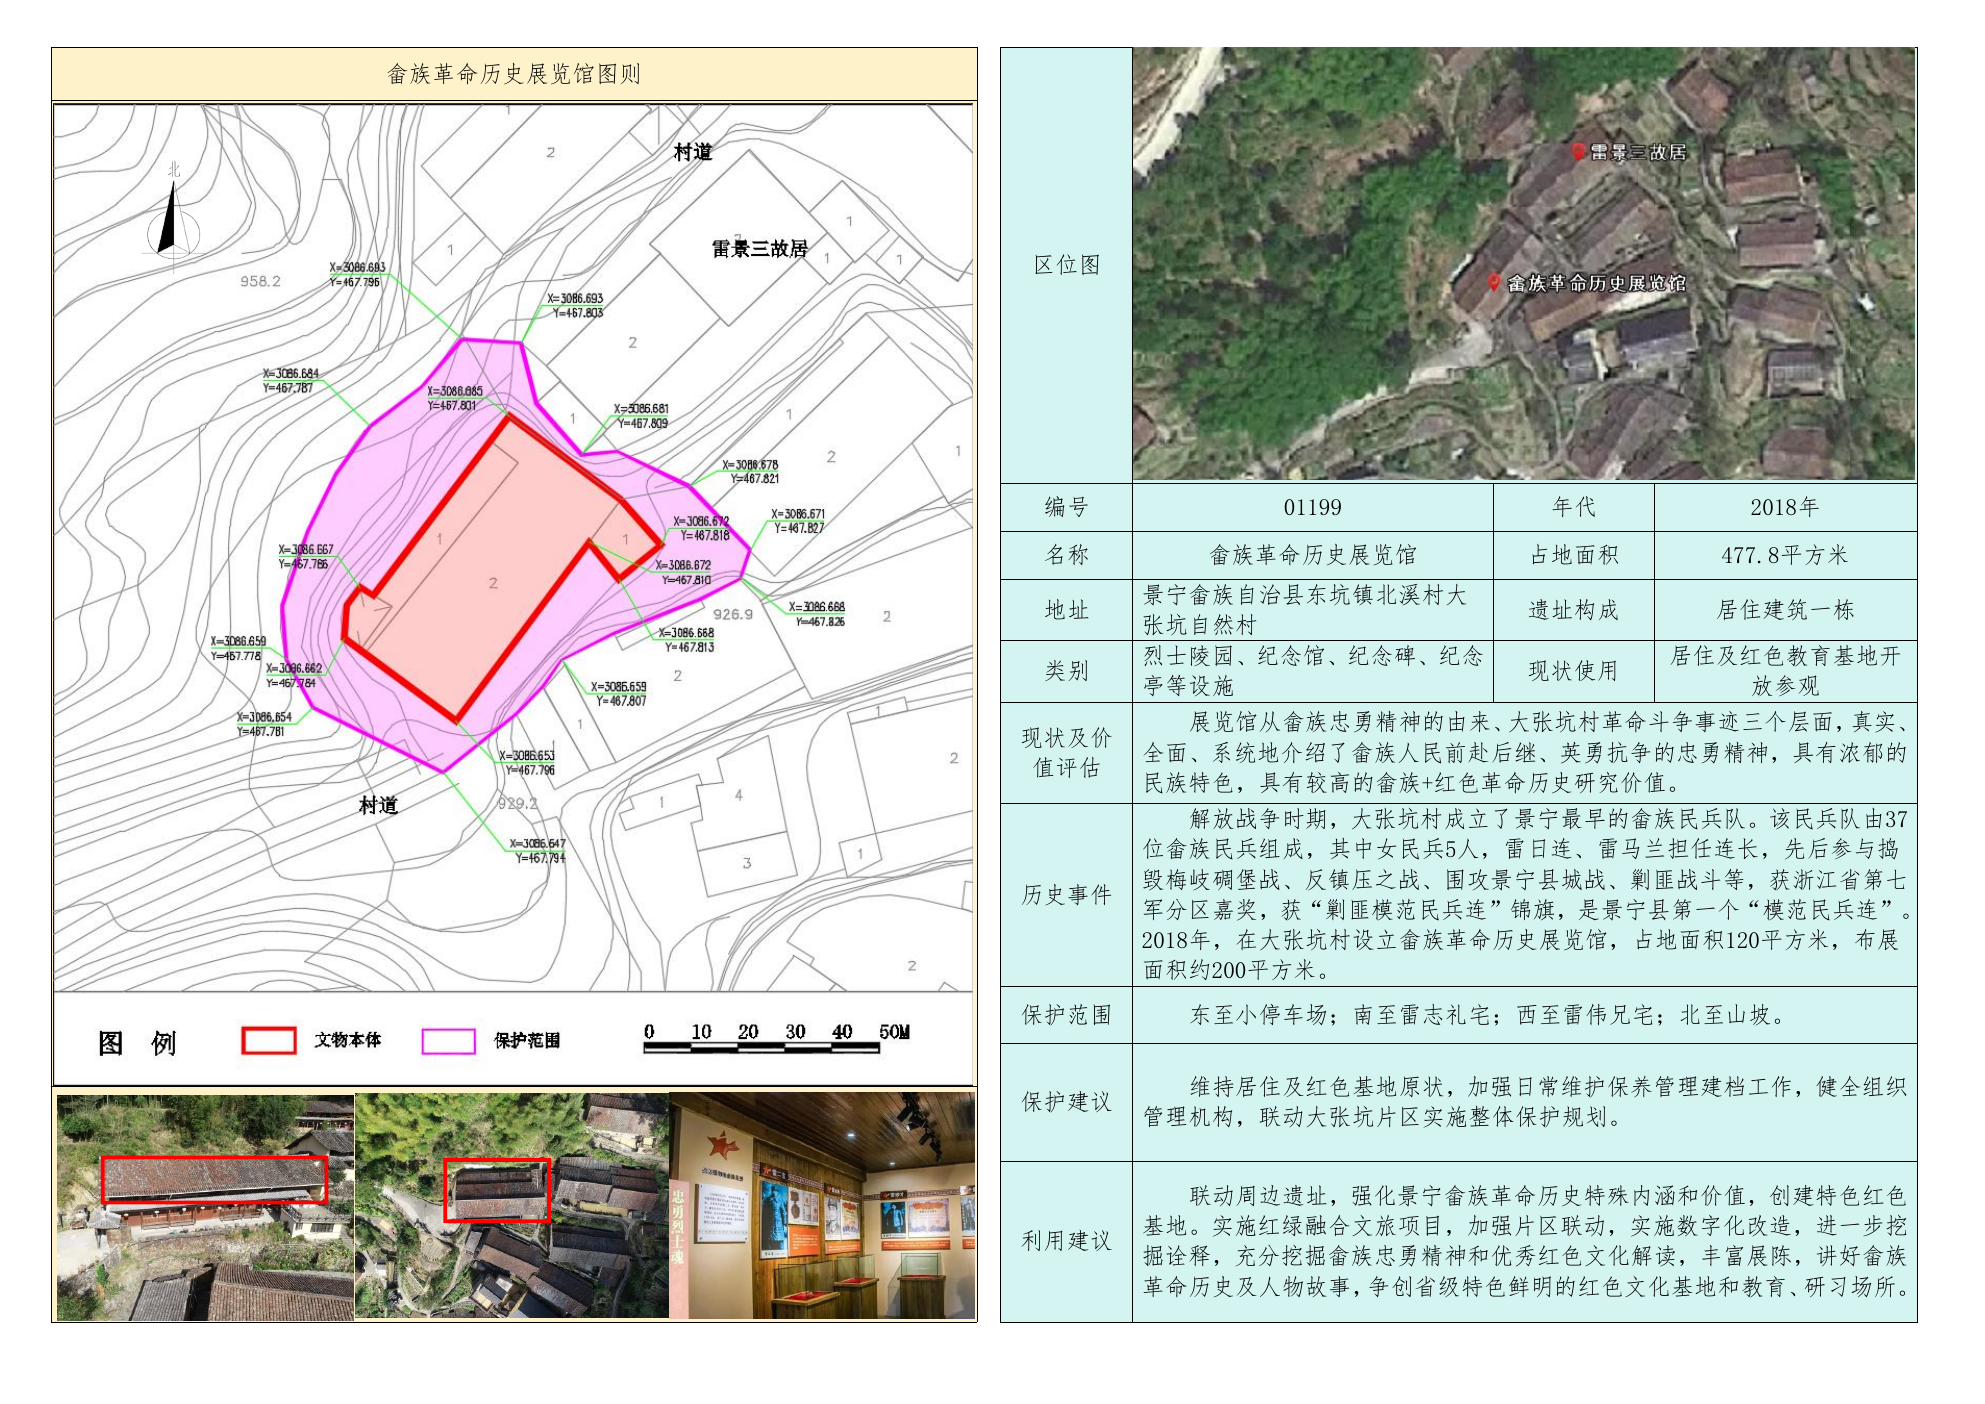 畲族革命历史展览馆图则
村道
北
2
1
雷景三故居
1
1
1
958.2
X=3086.693
Y=467.796
X=3086.693
Y=467.803
2
X=3086.684
Y=467.787
X=3086.685
Y=467.801
X=3086.681
Y=467.809
1
1
2
1
X=3086.678
Y=467.821
X=3086.672
Y=467.818
X=3086.671
Y=467.827
X=3086.667
Y=467.786
1
1
2
X=3086.672
Y=467.810
X=3086.668
Y=467.826
926.9
2
X=3086.659
Y=467.778
X=3086.662
Y=467.784
X=3086.668
Y=467.813
2
X=3086.659
Y=467.807
X=3086.654
Y=467.781
1
1
X=3086.653
Y=467.796
2
村道
929.2
1
4
X=3086.647
Y=467.794
3
1
2
图 例
文物本体
保护范围
0 10 20 30 40 50M
忠勇烈士魂
区位图
雷景三故居
畲族革命历史展览馆
编号 01199 年代 2018年
名称 畲族革命历史展览馆 占地面积 477.8平方米
地址 景宁畲族自治县东坑镇北溪村大
张坑自然村
遗址构成 居住建筑一栋
类别 烈士陵园、纪念馆、纪念碑、纪念
亭等设施
现状使用 居住及红色教育基地开
放参观
现状及价
值评估
展览馆从畲族忠勇精神的由来、大张坑村革命斗争事迹三个层面，真实、
全面、系统地介绍了畲族人民前赴后继、英勇抗争的忠勇精神，具有浓郁的
民族特色，具有较高的畲族+红色革命历史研究价值。
历史事件
解放战争时期，大张坑村成立了景宁最早的畲族民兵队。该民兵队由37
位畲族民兵组成，其中女民兵5人，雷日连、雷马兰担任连长，先后参与捣
毁梅岐碉堡战、反镇压之战、围攻景宁县城战、剿匪战斗等，获浙江省第七
军分区嘉奖，获“剿匪模范民兵连”锦旗，是景宁县第一个“模范民兵连”。
2018年，在大张坑村设立畲族革命历史展览馆，占地面积120平方米，布展
面积约200平方米。
保护范围
东至小停车场；南至雷志礼宅；西至雷伟兄宅；北至山坡。
保护建议
维持居住及红色基地原状，加强日常维护保养管理建档工作，健全组织
管理机构，联动大张坑片区实施整体保护规划。
利用建议
联动周边遗址，强化景宁畲族革命历史特殊内涵和价值，创建特色红色
基地。实施红绿融合文旅项目，加强片区联动，实施数字化改造，进一步挖
掘诠释，充分挖掘畲族忠勇精神和优秀红色文化解读，丰富展陈，讲好畲族
革命历史及人物故事，争创省级特色鲜明的红色文化基地和教育、研习场所。